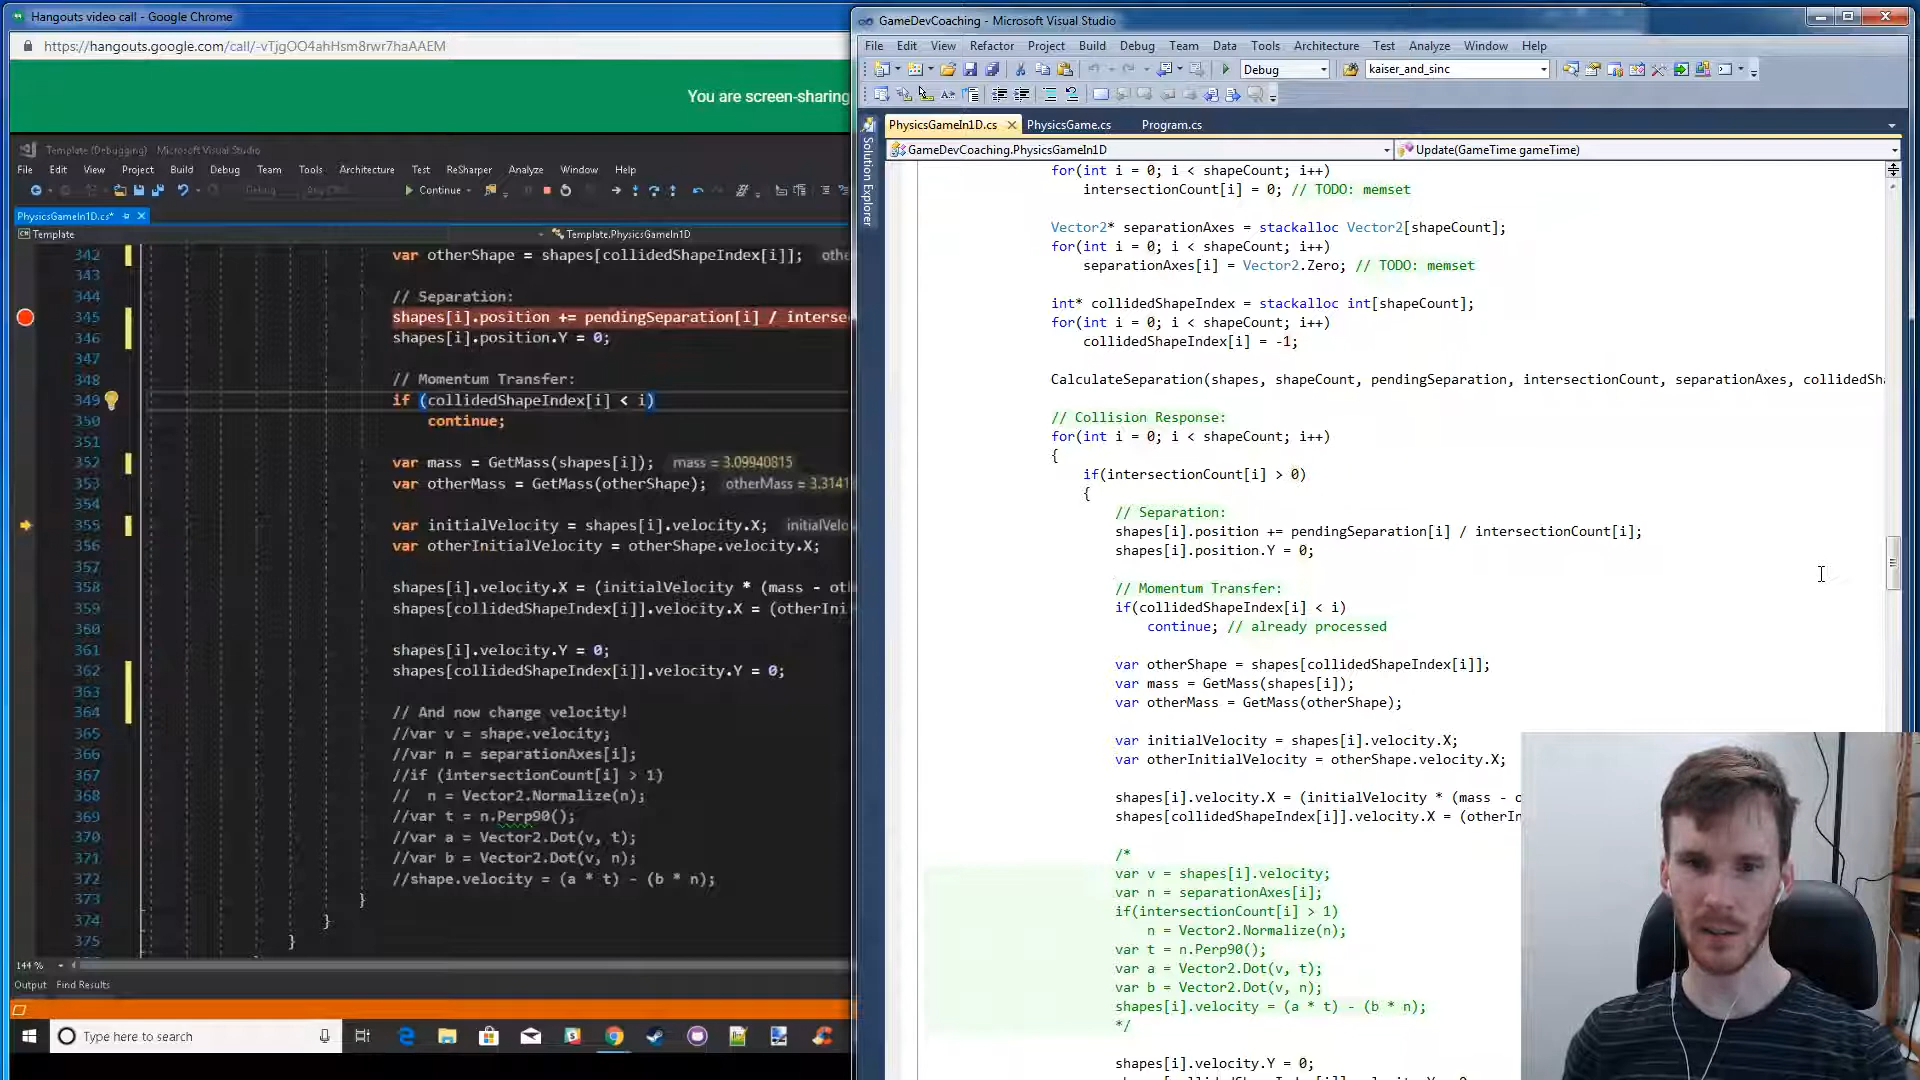 Hangouts video call - Google Chrome
https://hangouts.google.com/call/-vTjgOO4ahHsm8rwr7haAAEM
You are screen-sharing
Template (Debugging) - Microsoft Visual Studio
File Edit View Project Build Debug Team Tools Architecture Test ReSharper Analyze Window Help
Debug Continue
PhysicsGameIn1D.cs*
Template Template.PhysicsGameIn1D
342 var otherShape = shapes[collidedShapeIndex[i]];
343
344 // Separation:
345 shapes[i].position += pendingSeparation[i] / interse
346 shapes[i].position.Y = 0;
347
348 // Momentum Transfer:
349 if (collidedShapeIndex[i] < i)
350 continue;
351
352 var mass = GetMass(shapes[i]); mass = 3.09940815
353 var otherMass = GetMass(otherShape); otherMass = 3.3141
354
355 var initialVelocity = shapes[i].velocity.X; initialVelo
356 var otherInitialVelocity = otherShape.velocity.X;
357
358 shapes[i].velocity.X = (initialVelocity * (mass - oth
359 shapes[collidedShapeIndex[i]].velocity.X = (otherIni
360
361 shapes[i].velocity.Y = 0;
362 shapes[collidedShapeIndex[i]].velocity.Y = 0;
363
364 // And now change velocity!
365 //var v = shape.velocity;
366 //var n = separationAxes[i];
367 //if (intersectionCount[i] > 1)
368 // n = Vector2.Normalize(n);
369 //var t = n.Perp90();
370 //var a = Vector2.Dot(v, t);
371 //var b = Vector2.Dot(v, n);
372 //shape.velocity = (a * t) - (b * n);
373 }
374 }
375 }
144 %
Output Find Results
Type here to search
GameDevCoaching - Microsoft Visual Studio
File Edit View Refactor Project Build Debug Team Data Tools Architecture Test Analyze Window Help
Debug kaiser_and_sinc
PhysicsGameIn1D.cs PhysicsGame.cs Program.cs
GameDevCoaching.PhysicsGameIn1D Update(GameTime gameTime)
Solution Explorer
for(int i = 0; i < shapeCount; i++)
intersectionCount[i] = 0; // TODO: memset
Vector2* separationAxes = stackalloc Vector2[shapeCount];
for(int i = 0; i < shapeCount; i++)
separationAxes[i] = Vector2.Zero; // TODO: memset
int* collidedShapeIndex = stackalloc int[shapeCount];
for(int i = 0; i < shapeCount; i++)
collidedShapeIndex[i] = -1;
CalculateSeparation(shapes, shapeCount, pendingSeparation, intersectionCount, separationAxes, collidedSha
// Collision Response:
for(int i = 0; i < shapeCount; i++)
{
if(intersectionCount[i] > 0)
{
// Separation:
shapes[i].position += pendingSeparation[i] / intersectionCount[i];
shapes[i].position.Y = 0;
// Momentum Transfer:
if(collidedShapeIndex[i] < i)
continue; // already processed
var otherShape = shapes[collidedShapeIndex[i]];
var mass = GetMass(shapes[i]);
var otherMass = GetMass(otherShape);
var initialVelocity = shapes[i].velocity.X;
var otherInitialVelocity = otherShape.velocity.X;
shapes[i].velocity.X = (initialVelocity * (mass - o
shapes[collidedShapeIndex[i]].velocity.X = (otherIn
/*
var v = shapes[i].velocity;
var n = separationAxes[i];
if(intersectionCount[i] > 1)
n = Vector2.Normalize(n);
var t = n.Perp90();
var a = Vector2.Dot(v, t);
var b = Vector2.Dot(v, n);
shapes[i].velocity = (a * t) - (b * n);
*/
shapes[i].velocity.Y = 0;